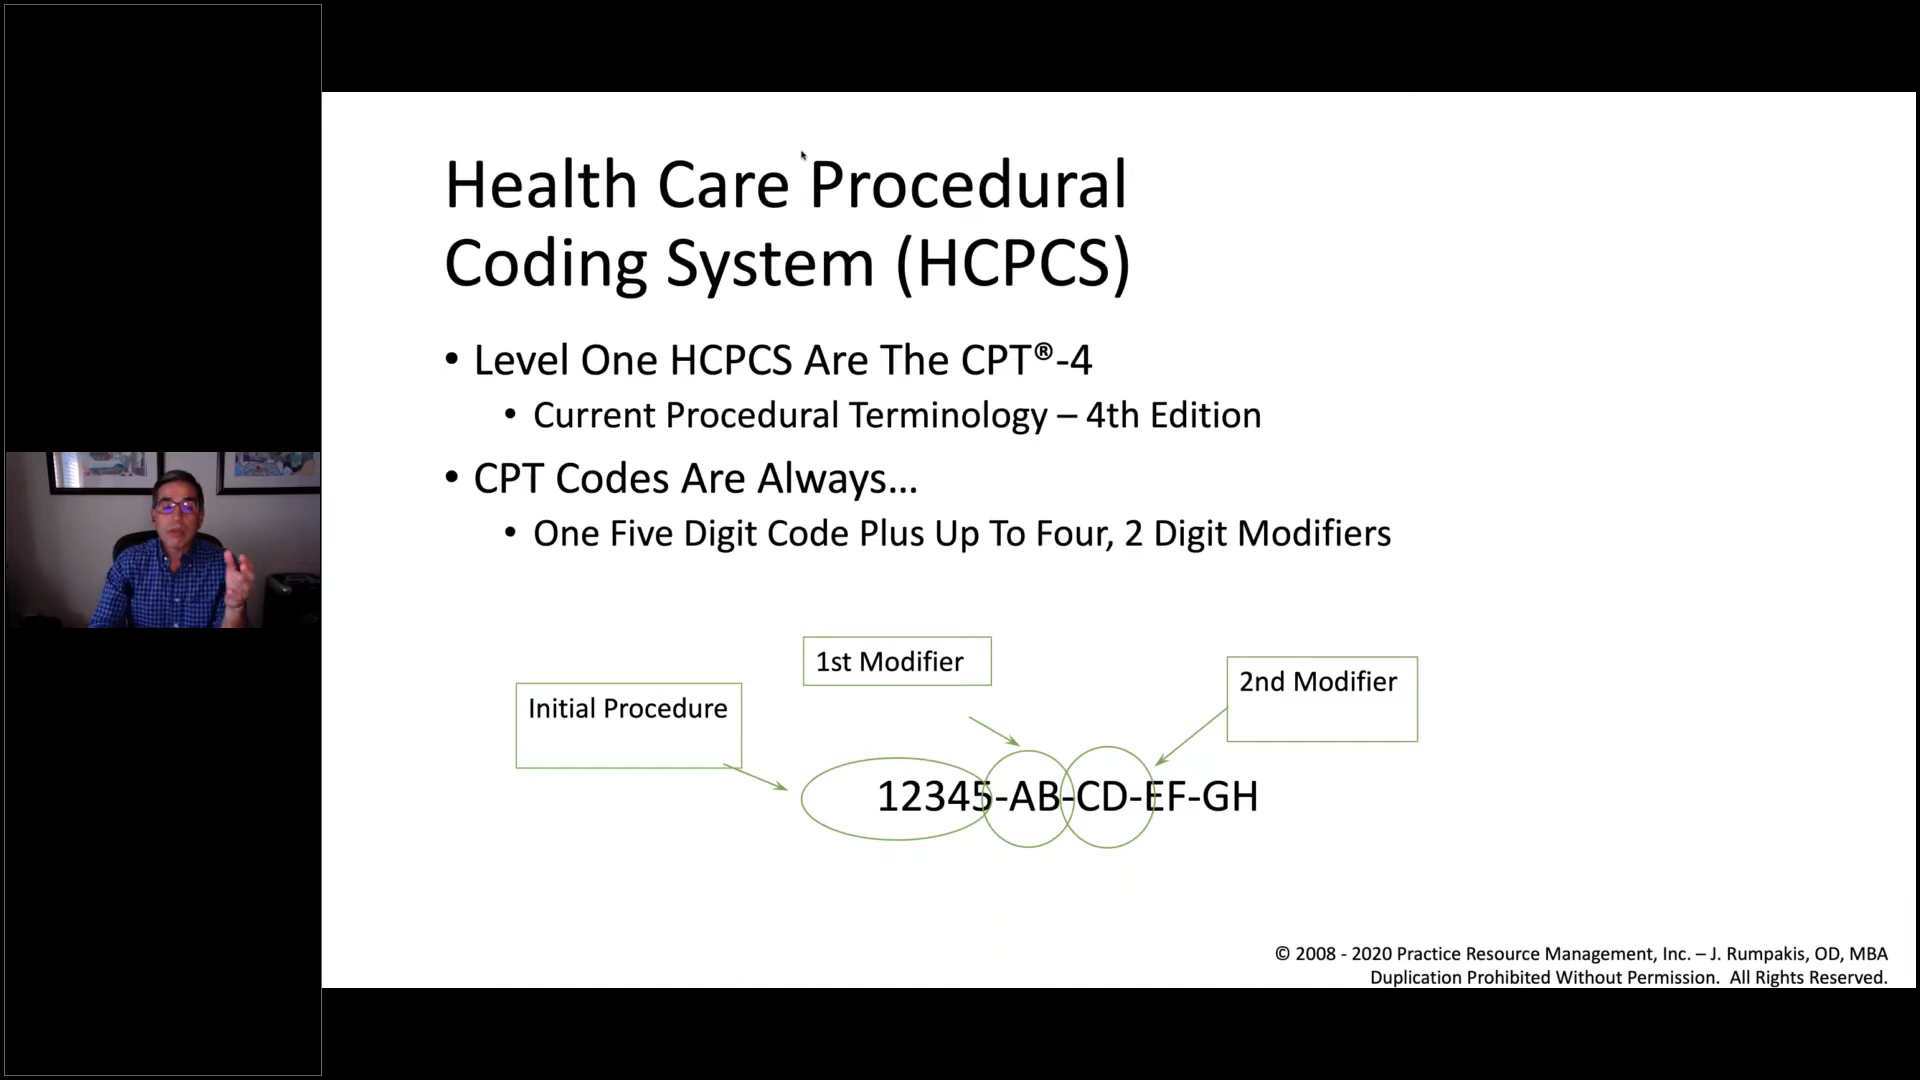 Health Care Procedural
Coding System (HCPCS)
• Level One HCPCS Are The CPT®-4
• Current Procedural Terminology – 4th Edition
• CPT Codes Are Always…
• One Five Digit Code Plus Up To Four, 2 Digit Modifiers
1st Modifier
2nd Modifier
Initial Procedure
12345-AB-CD-EF-GH
© 2008 - 2020 Practice Resource Management, Inc. – J. Rumpakis, OD, MBA
Duplication Prohibited Without Permission.  All Rights Reserved.